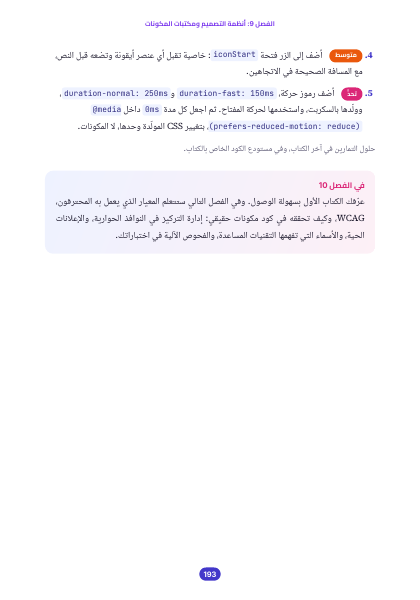 الفصل 9: أنظمة التصميم ومكتبات المكونات
4. متوسط أضف إلى الزر فتحة iconStart: خاصية تقبل أي عنصر أيقونة وتضعه قبل النص،
مع المسافة الصحيحة في الاتجاهين.
5. تحدٍّ أضف رموز حركة، duration-fast: 150ms و duration-normal: 250ms،
وولّدها بالسكربت، واستخدمها لحركة المفتاح. ثم اجعل كل مدة 0ms داخل @media
(prefers-reduced-motion: reduce)، بتغيير CSS المولّدة وحدها، لا المكونات.
حلول التمارين في آخر الكتاب، وفي مستودع الكود الخاص بالكتاب.
في الفصل 10
عرّفك الكتاب الأول بسهولة الوصول. وفي الفصل التالي ستتعلم المعيار الذي يعمل به المحترفون،
WCAG، وكيف تحققه في كود مكونات حقيقي: إدارة التركيز في النوافذ الحوارية، والإعلانات
الحية، والأسماء التي تفهمها التقنيات المساعدة، والفحوص الآلية في اختباراتك.
193